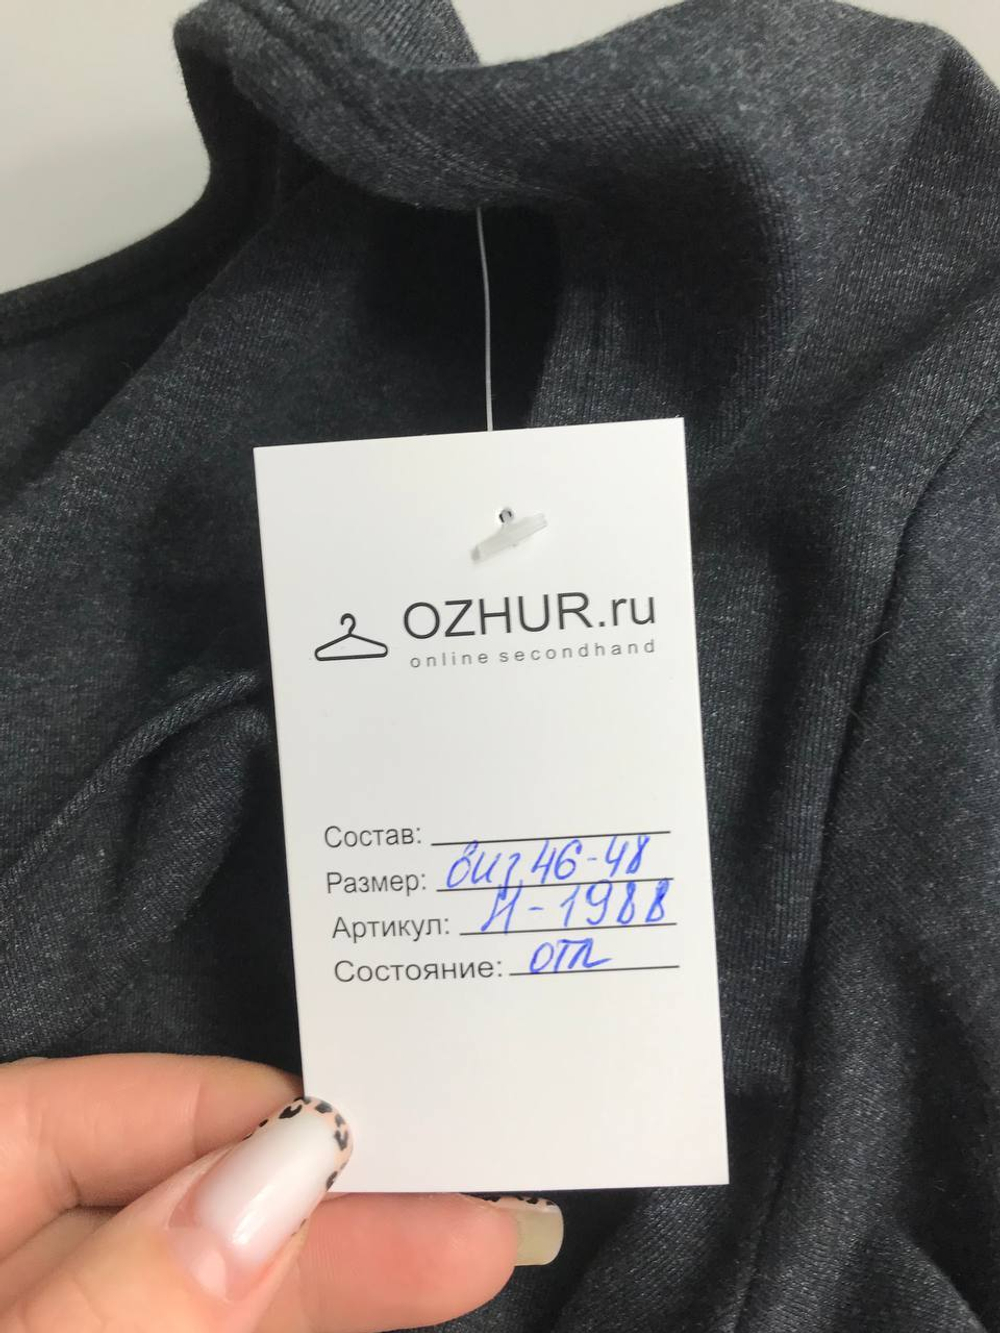 OZHUR.ru
online secondhand
Состав:
Размер: виз 46-48
Артикул: И-1988
Состояние: отл